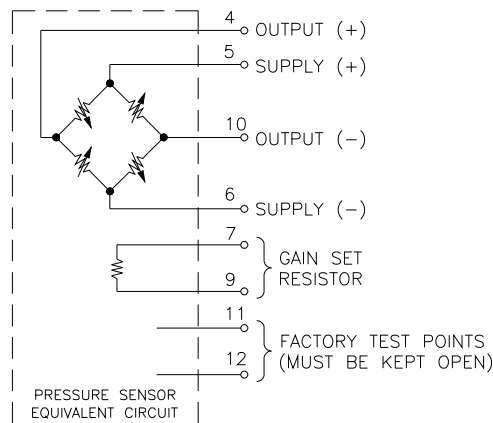 4 OUTPUT (+)
5 SUPPLY (+)
10 OUTPUT (-)
6 SUPPLY (-)
7
GAIN SET
RESISTOR
9
11
FACTORY TEST POINTS
(MUST BE KEPT OPEN)
12
PRESSURE SENSOR
EQUIVALENT CIRCUIT